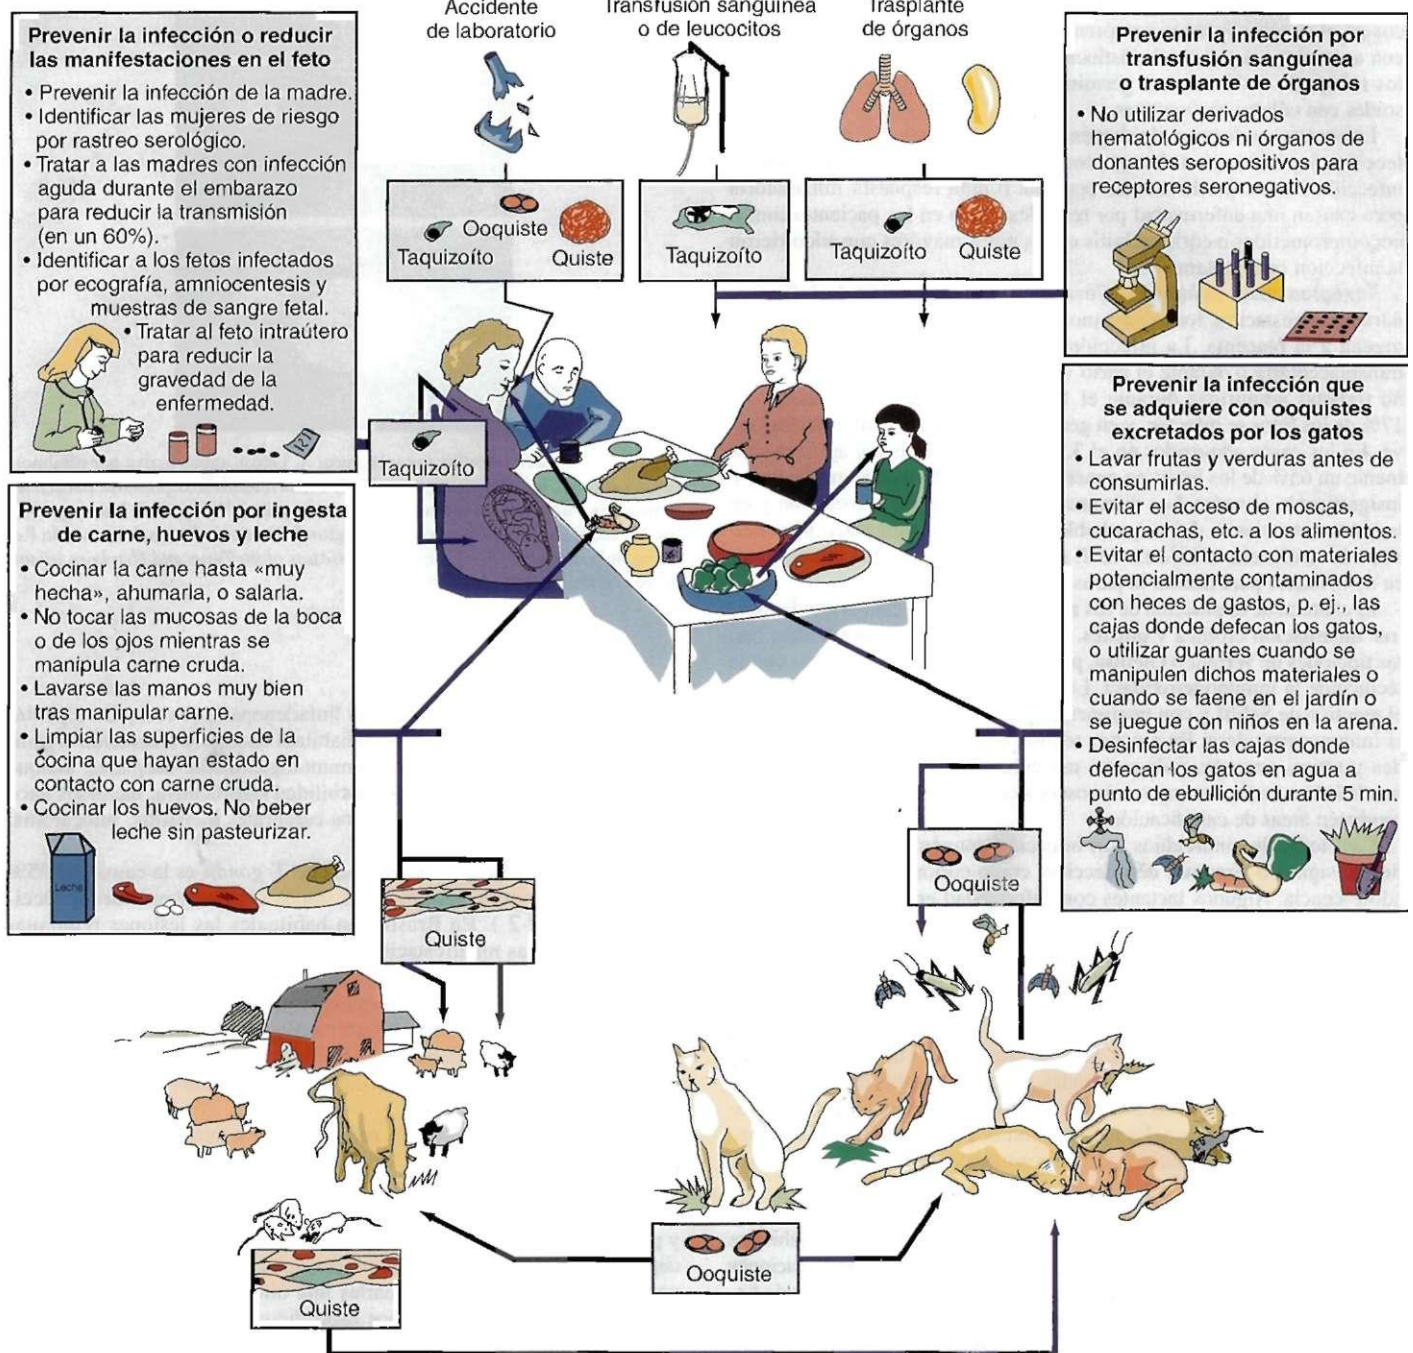 Accidente
de laboratorio
Transfusión sanguínea
o de leucocitos
Trasplante
de órganos
Prevenir la infección o reducir
las manifestaciones en el feto
• Prevenir la infección de la madre.
• Identificar las mujeres de riesgo
por rastreo serológico.
• Tratar a las madres con infección
aguda durante el embarazo
para reducir la transmisión
(en un 60%).
• Identificar a los fetos infectados
por ecografía, amniocentesis y
muestras de sangre fetal.
• Tratar al feto intraútero
para reducir la
gravedad de la
enfermedad.
Ooquiste
Taquizoíto
Quiste
Taquizoíto
Taquizoíto
Quiste
Prevenir la infección por
transfusión sanguínea
o trasplante de órganos
• No utilizar derivados
hematológicos ni órganos de
donantes seropositivos para
receptores seronegativos.
Taquizoíto
Prevenir la infección por ingesta
de carne, huevos y leche
• Cocinar la carne hasta «muy
hecha», ahumarla, o salarla.
• No tocar las mucosas de la boca
o de los ojos mientras se
manipula carne cruda.
• Lavarse las manos muy bien
tras manipular carne.
• Limpiar las superficies de la
cocina que hayan estado en
contacto con carne cruda.
• Cocinar los huevos. No beber
leche sin pasteurizar.
Leche
Prevenir la infección que
se adquiere con ooquistes
excretados por los gatos
• Lavar frutas y verduras antes de
consumirlas.
• Evitar el acceso de moscas,
cucarachas, etc. a los alimentos.
• Evitar el contacto con materiales
potencialmente contaminados
con heces de gastos, p. ej., las
cajas donde defecan los gatos,
o utilizar guantes cuando se
manipulen dichos materiales o
cuando se faene en el jardín o
se juegue con niños en la arena.
• Desinfectar las cajas donde
defecan los gatos en agua a
punto de ebullición durante 5 min.
Quiste
Ooquiste
Ooquiste
Quiste